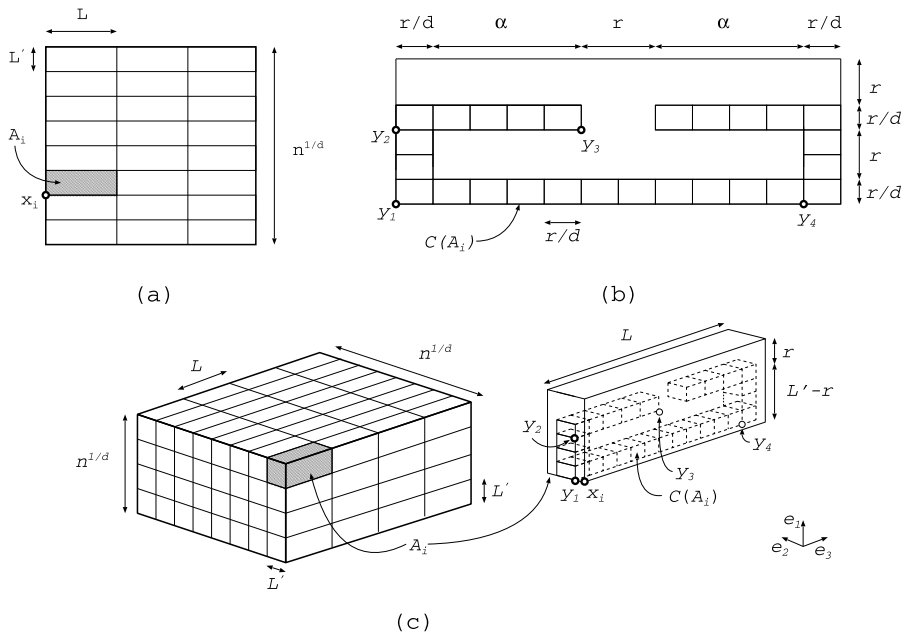 L
L′
A_i
x_i
n^{1/d}
(a)
r/d α r α r/d
r
r/d
r
r/d
y_2
y_3
y_1
y_4
C(A_i)
r/d
(b)
L
n^{1/d}
n^{1/d}
L′
L′
A_i
L
r
L′-r
y_2
y_4
y_3
y_1 x_i
C(A_i)
e_1
e_2 e_3
(c)